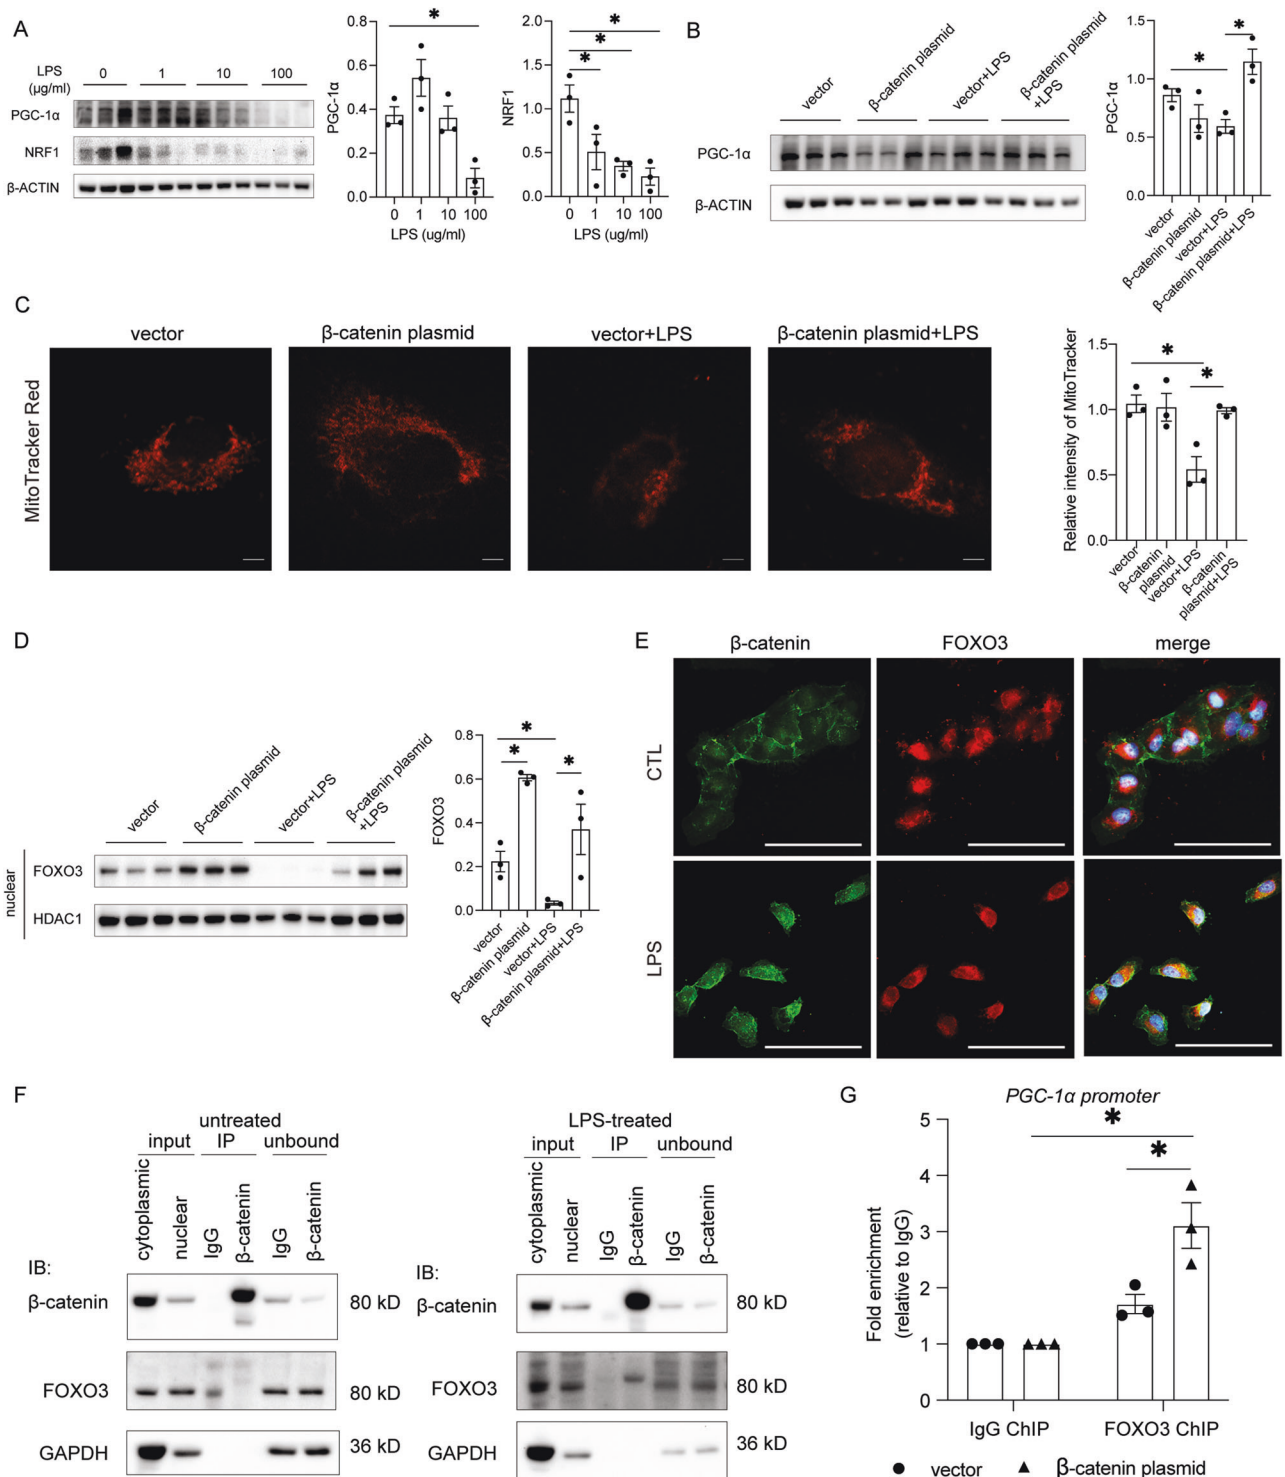 A
LPS
(µg/ml)
0 1 10 100
PGC-1α
NRF1
β-ACTIN
PGC-1α
0.8
0.6
0.4
0.2
0.0
*
0 1 10 100
LPS (ug/ml)
NRF1
2.0
1.5
1.0
0.5
0.0
*
*
*
0 1 10 100
LPS (ug/ml)
B
vector
β-catenin plasmid
vector+LPS
β-catenin plasmid
+LPS
PGC-1α
β-ACTIN
PGC-1α
1.5
1.0
0.5
0.0
*
*
vector
β-catenin plasmid
vector+LPS
β-catenin plasmid+LPS
C
vector
β-catenin plasmid
vector+LPS
β-catenin plasmid+LPS
MitoTracker Red
Relative intensity of MitoTracker
1.5
1.0
0.5
0.0
*
*
vector
β-catenin
plasmid
vector+LPS
β-catenin
plasmid+LPS
D
vector
β-catenin plasmid
vector+LPS
β-catenin plasmid
+LPS
nuclear
FOXO3
HDAC1
FOXO3
0.8
0.6
0.4
0.2
0.0
*
*
*
vector
β-catenin plasmid
vector+LPS
β-catenin plasmid+LPS
E
β-catenin FOXO3 merge
CTL
LPS
F
untreated
input IP unbound
cytoplasmic
nuclear
IgG
β-catenin
IgG
β-catenin
IB:
β-catenin 80 kD
FOXO3 80 kD
GAPDH 36 kD
LPS-treated
input IP unbound
cytoplasmic
nuclear
IgG
β-catenin
IgG
β-catenin
IB:
β-catenin 80 kD
FOXO3 80 kD
GAPDH 36 kD
G
PGC-1α promoter
Fold enrichment
(relative to IgG)
5
4
3
2
1
0
*
*
IgG ChIP FOXO3 ChIP
vector β-catenin plasmid